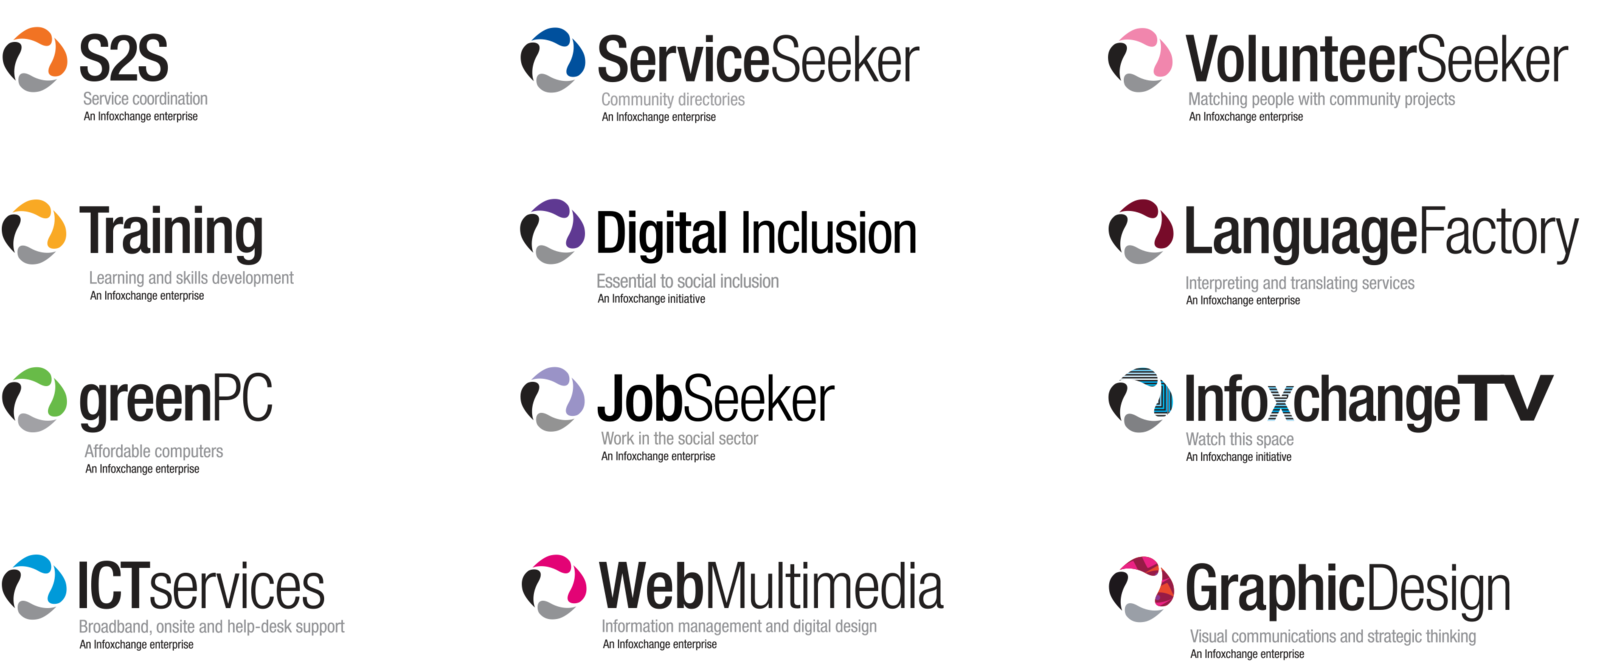 S2S
Service coordination
An Infoxchange enterprise
ServiceSeeker
Community directories
An Infoxchange enterprise
VolunteerSeeker
Matching people with community projects
An Infoxchange enterprise
Training
Learning and skills development
An Infoxchange enterprise
Digital Inclusion
Essential to social inclusion
An Infoxchange initiative
LanguageFactory
Interpreting and translating services
An Infoxchange enterprise
greenPC
Affordable computers
An Infoxchange enterprise
JobSeeker
Work in the social sector
An Infoxchange enterprise
InfoxchangeTV
Watch this space
An Infoxchange initiative
ICTservices
Broadband, onsite and help-desk support
An Infoxchange enterprise
WebMultimedia
Information management and digital design
An Infoxchange enterprise
GraphicDesign
Visual communications and strategic thinking
An Infoxchange enterprise